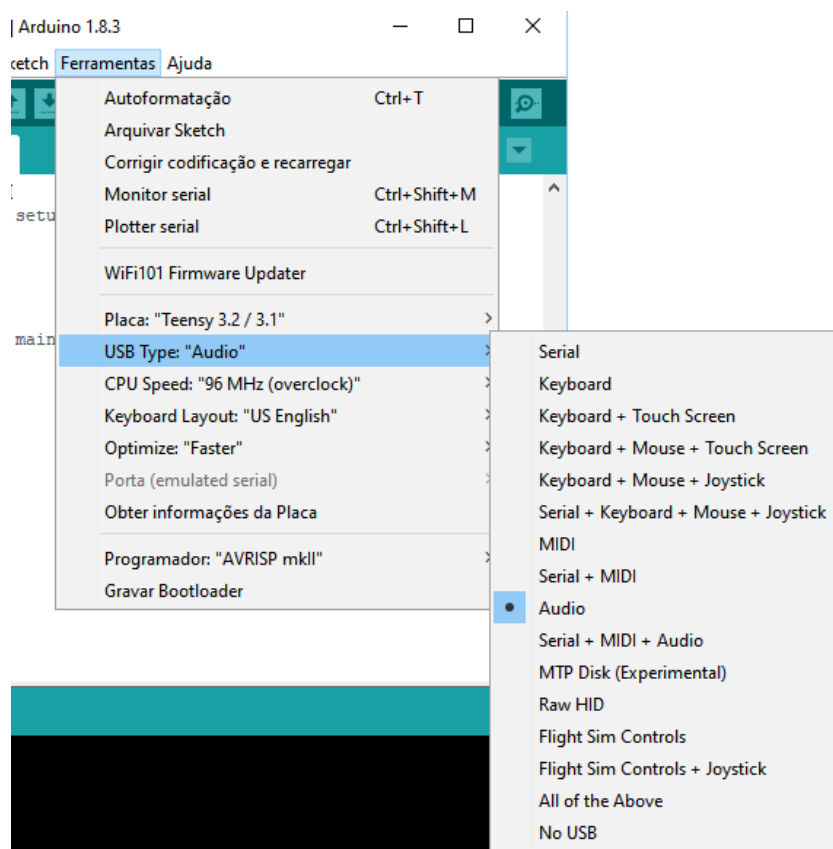 | Arduino 1.8.3
ketch Ferramentas Ajuda
Autoformatação Ctrl+T
Arquivar Sketch
Corrigir codificação e recarregar
Monitor serial Ctrl+Shift+M
setu
Plotter serial Ctrl+Shift+L
WiFi101 Firmware Updater
Placa: "Teensy 3.2 / 3.1"
main
USB Type: "Audio"
CPU Speed: "96 MHz (overclock)"
Keyboard Layout: "US English"
Optimize: "Faster"
Porta (emulated serial)
Obter informações da Placa
Programador: "AVRISP mkII"
Gravar Bootloader
Serial
Keyboard
Keyboard + Touch Screen
Keyboard + Mouse + Touch Screen
Keyboard + Mouse + Joystick
Serial + Keyboard + Mouse + Joystick
MIDI
Serial + MIDI
Audio
Serial + MIDI + Audio
MTP Disk (Experimental)
Raw HID
Flight Sim Controls
Flight Sim Controls + Joystick
All of the Above
No USB